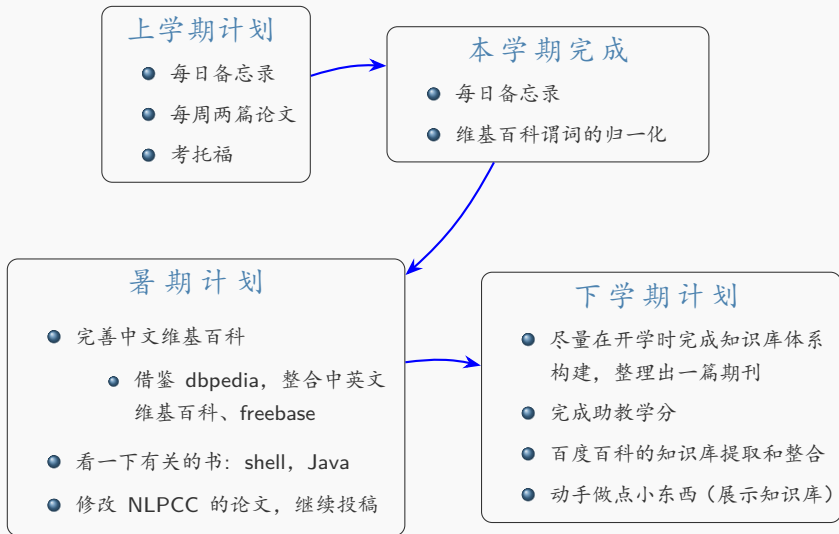 上学期计划
每日备忘录
每周两篇论文
考托福
本学期完成
每日备忘录
维基百科谓词的归一化
暑期计划
完善中文维基百科
借鉴 dbpedia，整合中英文
维基百科、freebase
看一下有关的书：shell，Java
修改 NLPCC 的论文，继续投稿
下学期计划
尽量在开学时完成知识库体系
构建，整理出一篇期刊
完成助教学分
百度百科的知识库提取和整合
动手做点小东西（展示知识库）